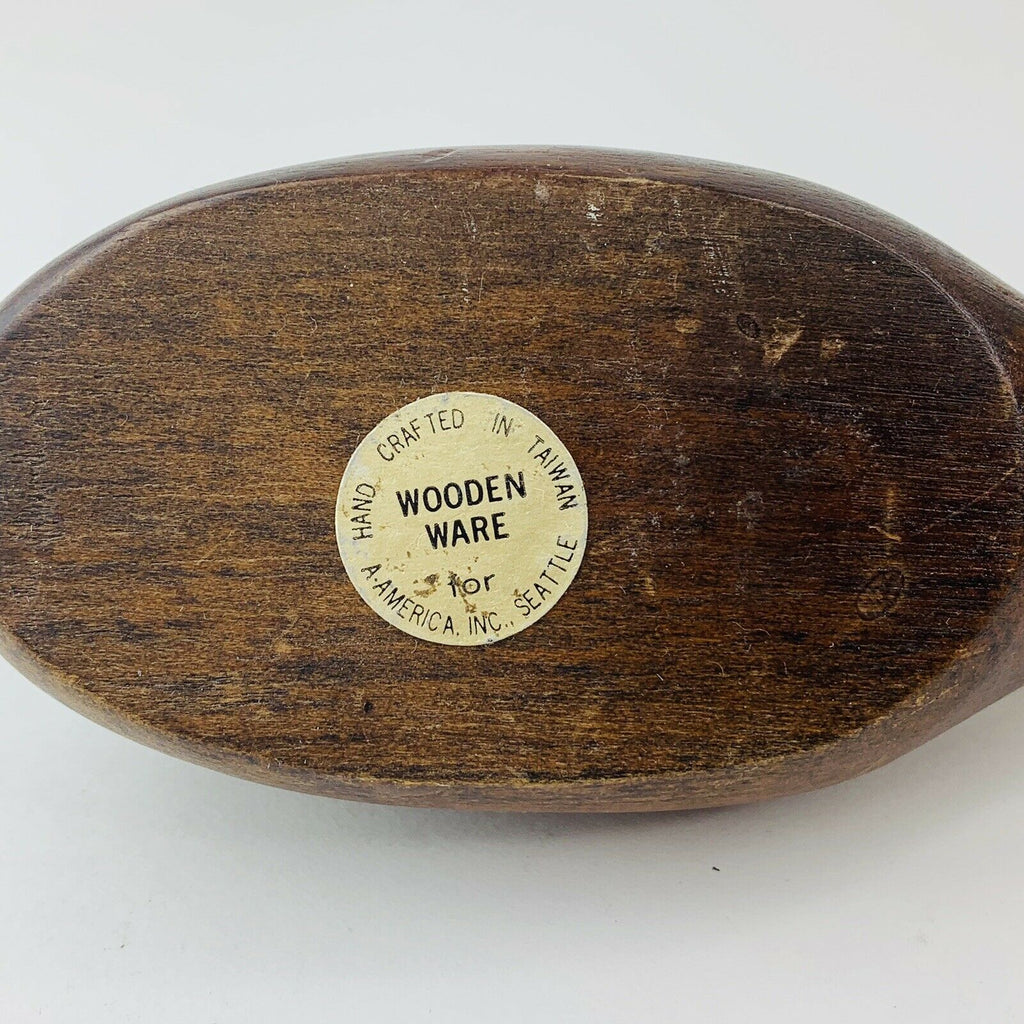 HAND CRAFTED IN TAIWAN
WOODEN
WARE
for
A·AMERICA, INC., SEATTLE